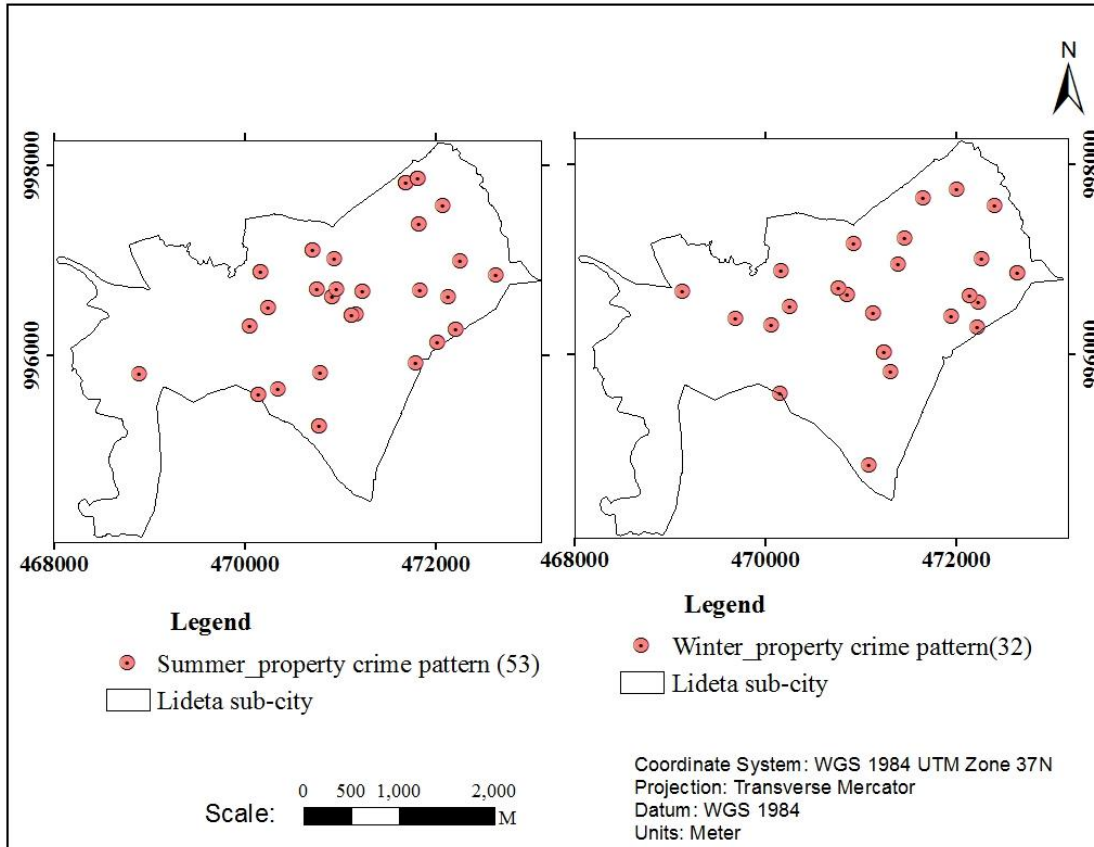 N
998000
996000
468000 470000 472000
998000
996000
468000 470000 472000
Legend
Summer_property crime pattern (53)
Lideta sub-city
Legend
Winter_property crime pattern(32)
Lideta sub-city
Scale:
0 500 1,000 2,000
M
Coordinate System: WGS 1984 UTM Zone 37N
Projection: Transverse Mercator
Datum: WGS 1984
Units: Meter